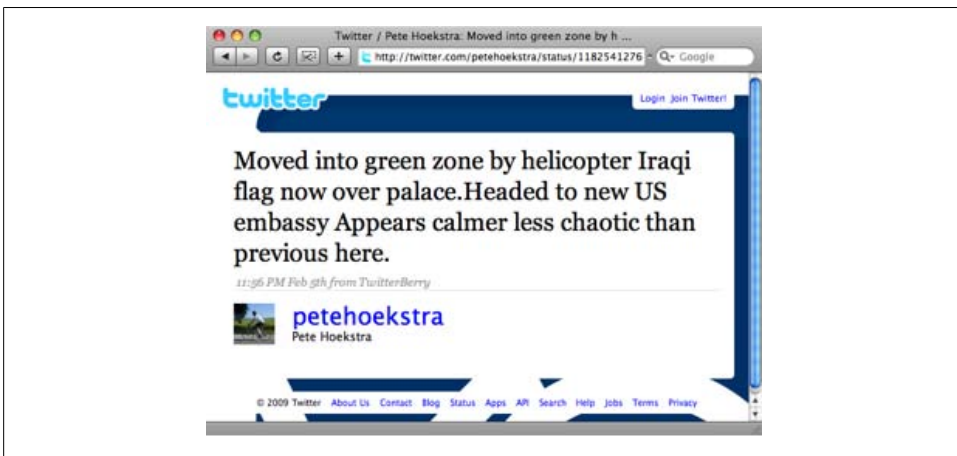 Twitter / Pete Hoekstra: Moved into green zone by h ...
http://twitter.com/petehoekstra/status/1182541276
Google
twitter
Login Join Twitter!
Moved into green zone by helicopter Iraqi
flag now over palace.Headed to new US
embassy Appears calmer less chaotic than
previous here.
11:56 PM Feb 5th from TwitterBerry
petehoekstra
Pete Hoekstra
© 2009 Twitter About Us Contact Blog Status Apps API Search Help Jobs Terms Privacy